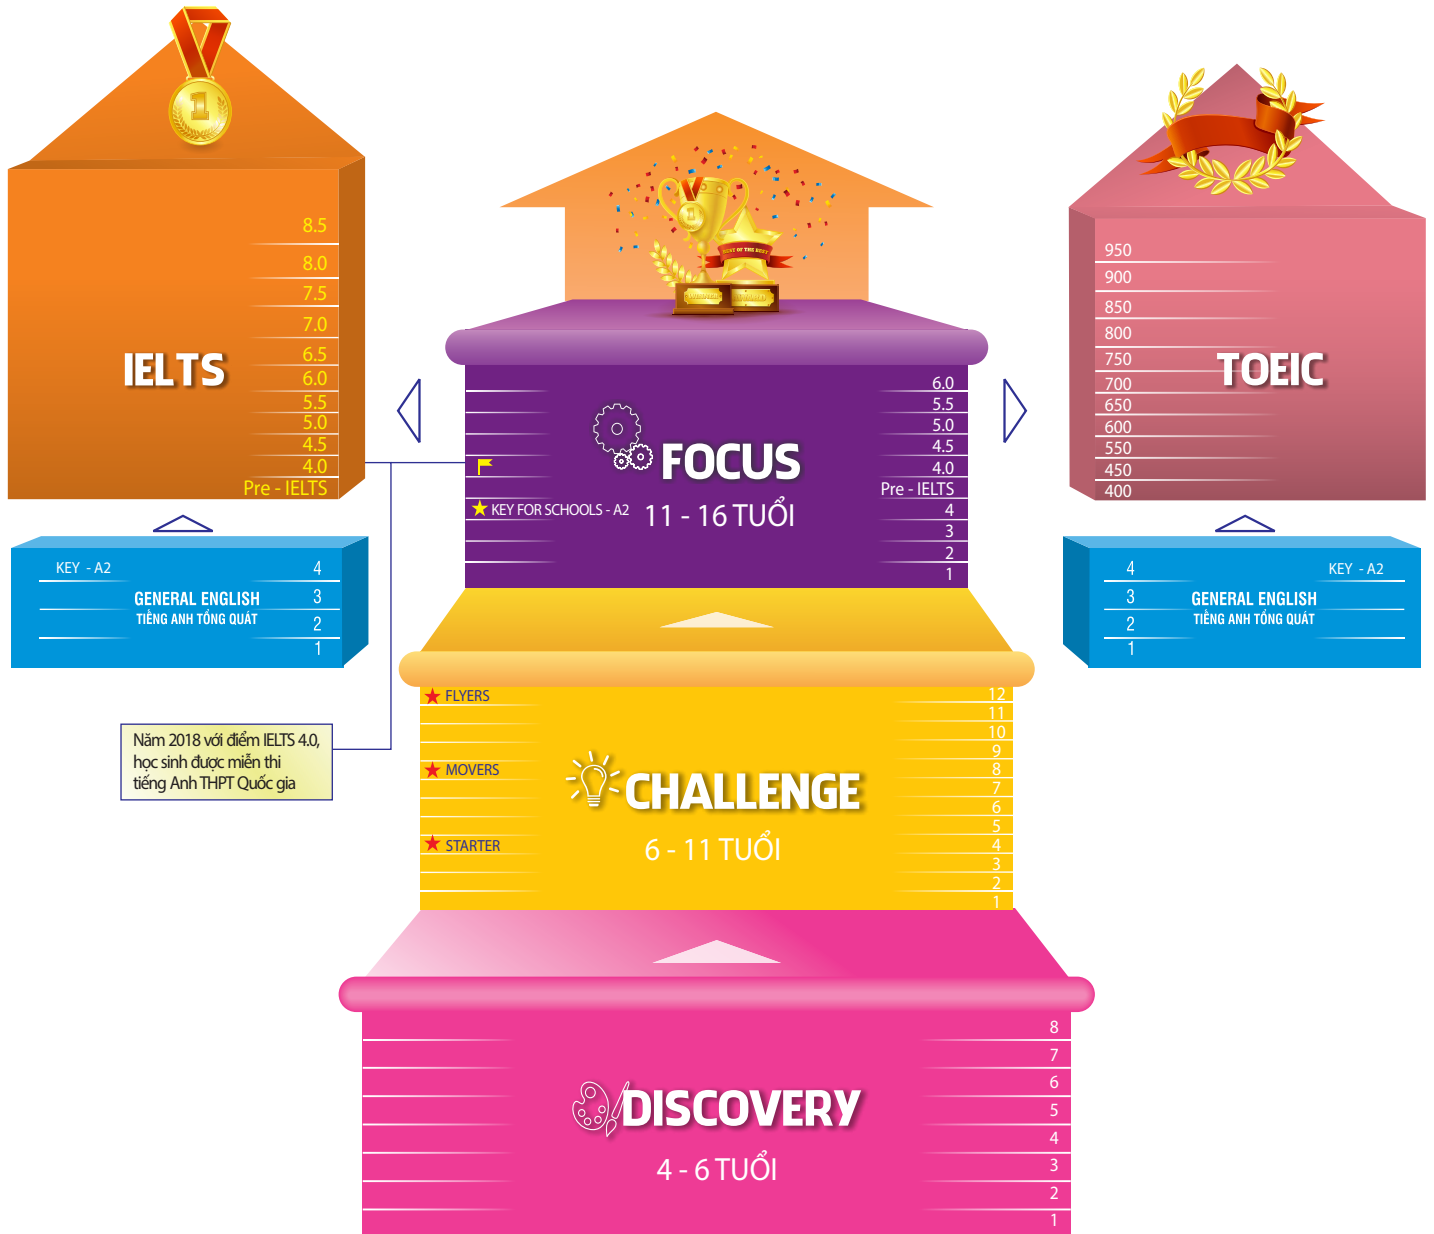 1
8.5
8.0
7.5
7.0
6.5
6.0
5.5
5.0
4.5
4.0
Pre - IELTS
IELTS
KEY - A2
4
3
2
1
GENERAL ENGLISH
TIẾNG ANH TỔNG QUÁT
Năm 2018 với điểm IELTS 4.0,
học sinh được miễn thi
tiếng Anh THPT Quốc gia
1
BEST OF THE BEST
6.0
5.5
5.0
4.5
4.0
Pre - IELTS
4
3
2
1
FOCUS
KEY FOR SCHOOLS - A2
11 - 16 TUỔI
FLYERS
MOVERS
STARTER
12
11
10
9
8
7
6
5
4
3
2
1
CHALLENGE
6 - 11 TUỔI
8
7
6
5
4
3
2
1
DISCOVERY
4 - 6 TUỔI
950
900
850
800
750
700
650
600
550
450
400
TOEIC
4
3
2
1
KEY - A2
GENERAL ENGLISH
TIẾNG ANH TỔNG QUÁT